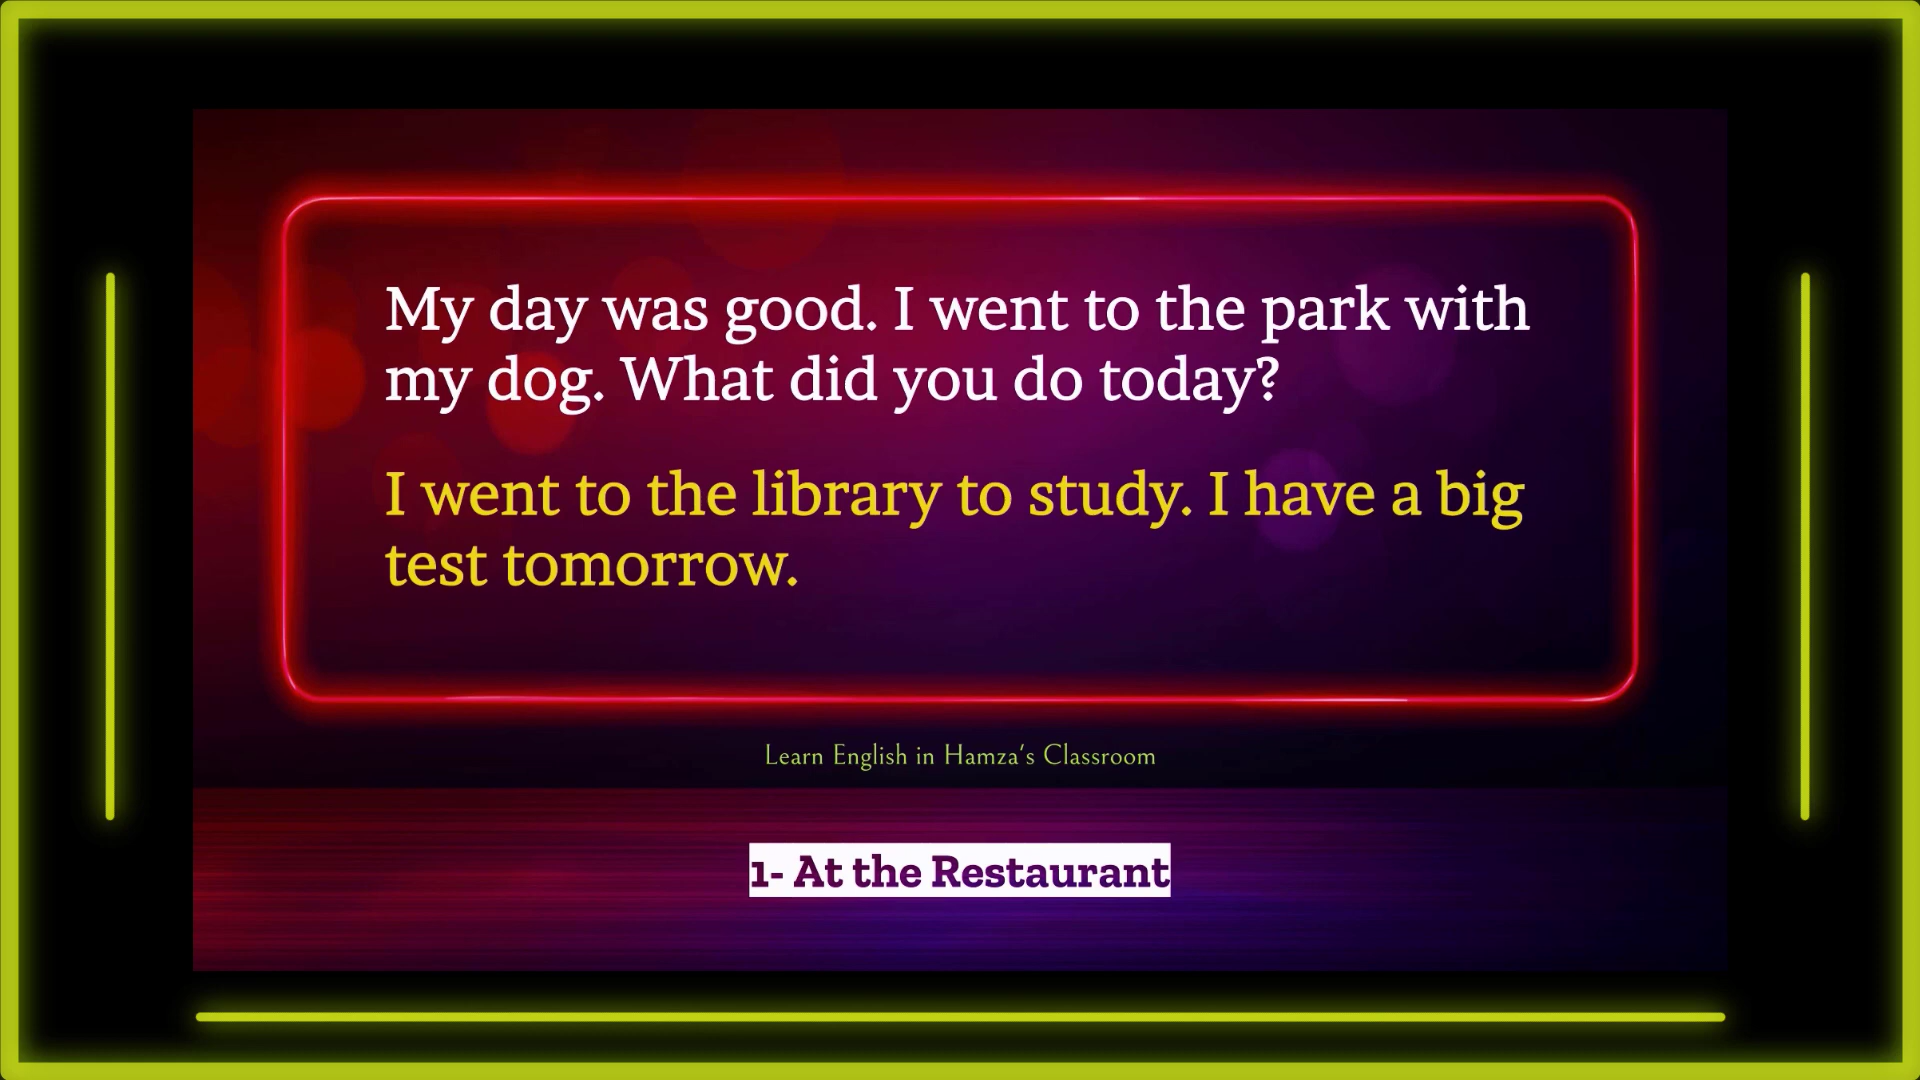 My day was good. I went to the park with
my dog. What did you do today?
I went to the library to study. I have a big
test tomorrow.
Learn English in Hamza's Classroom
1- At the Restaurant